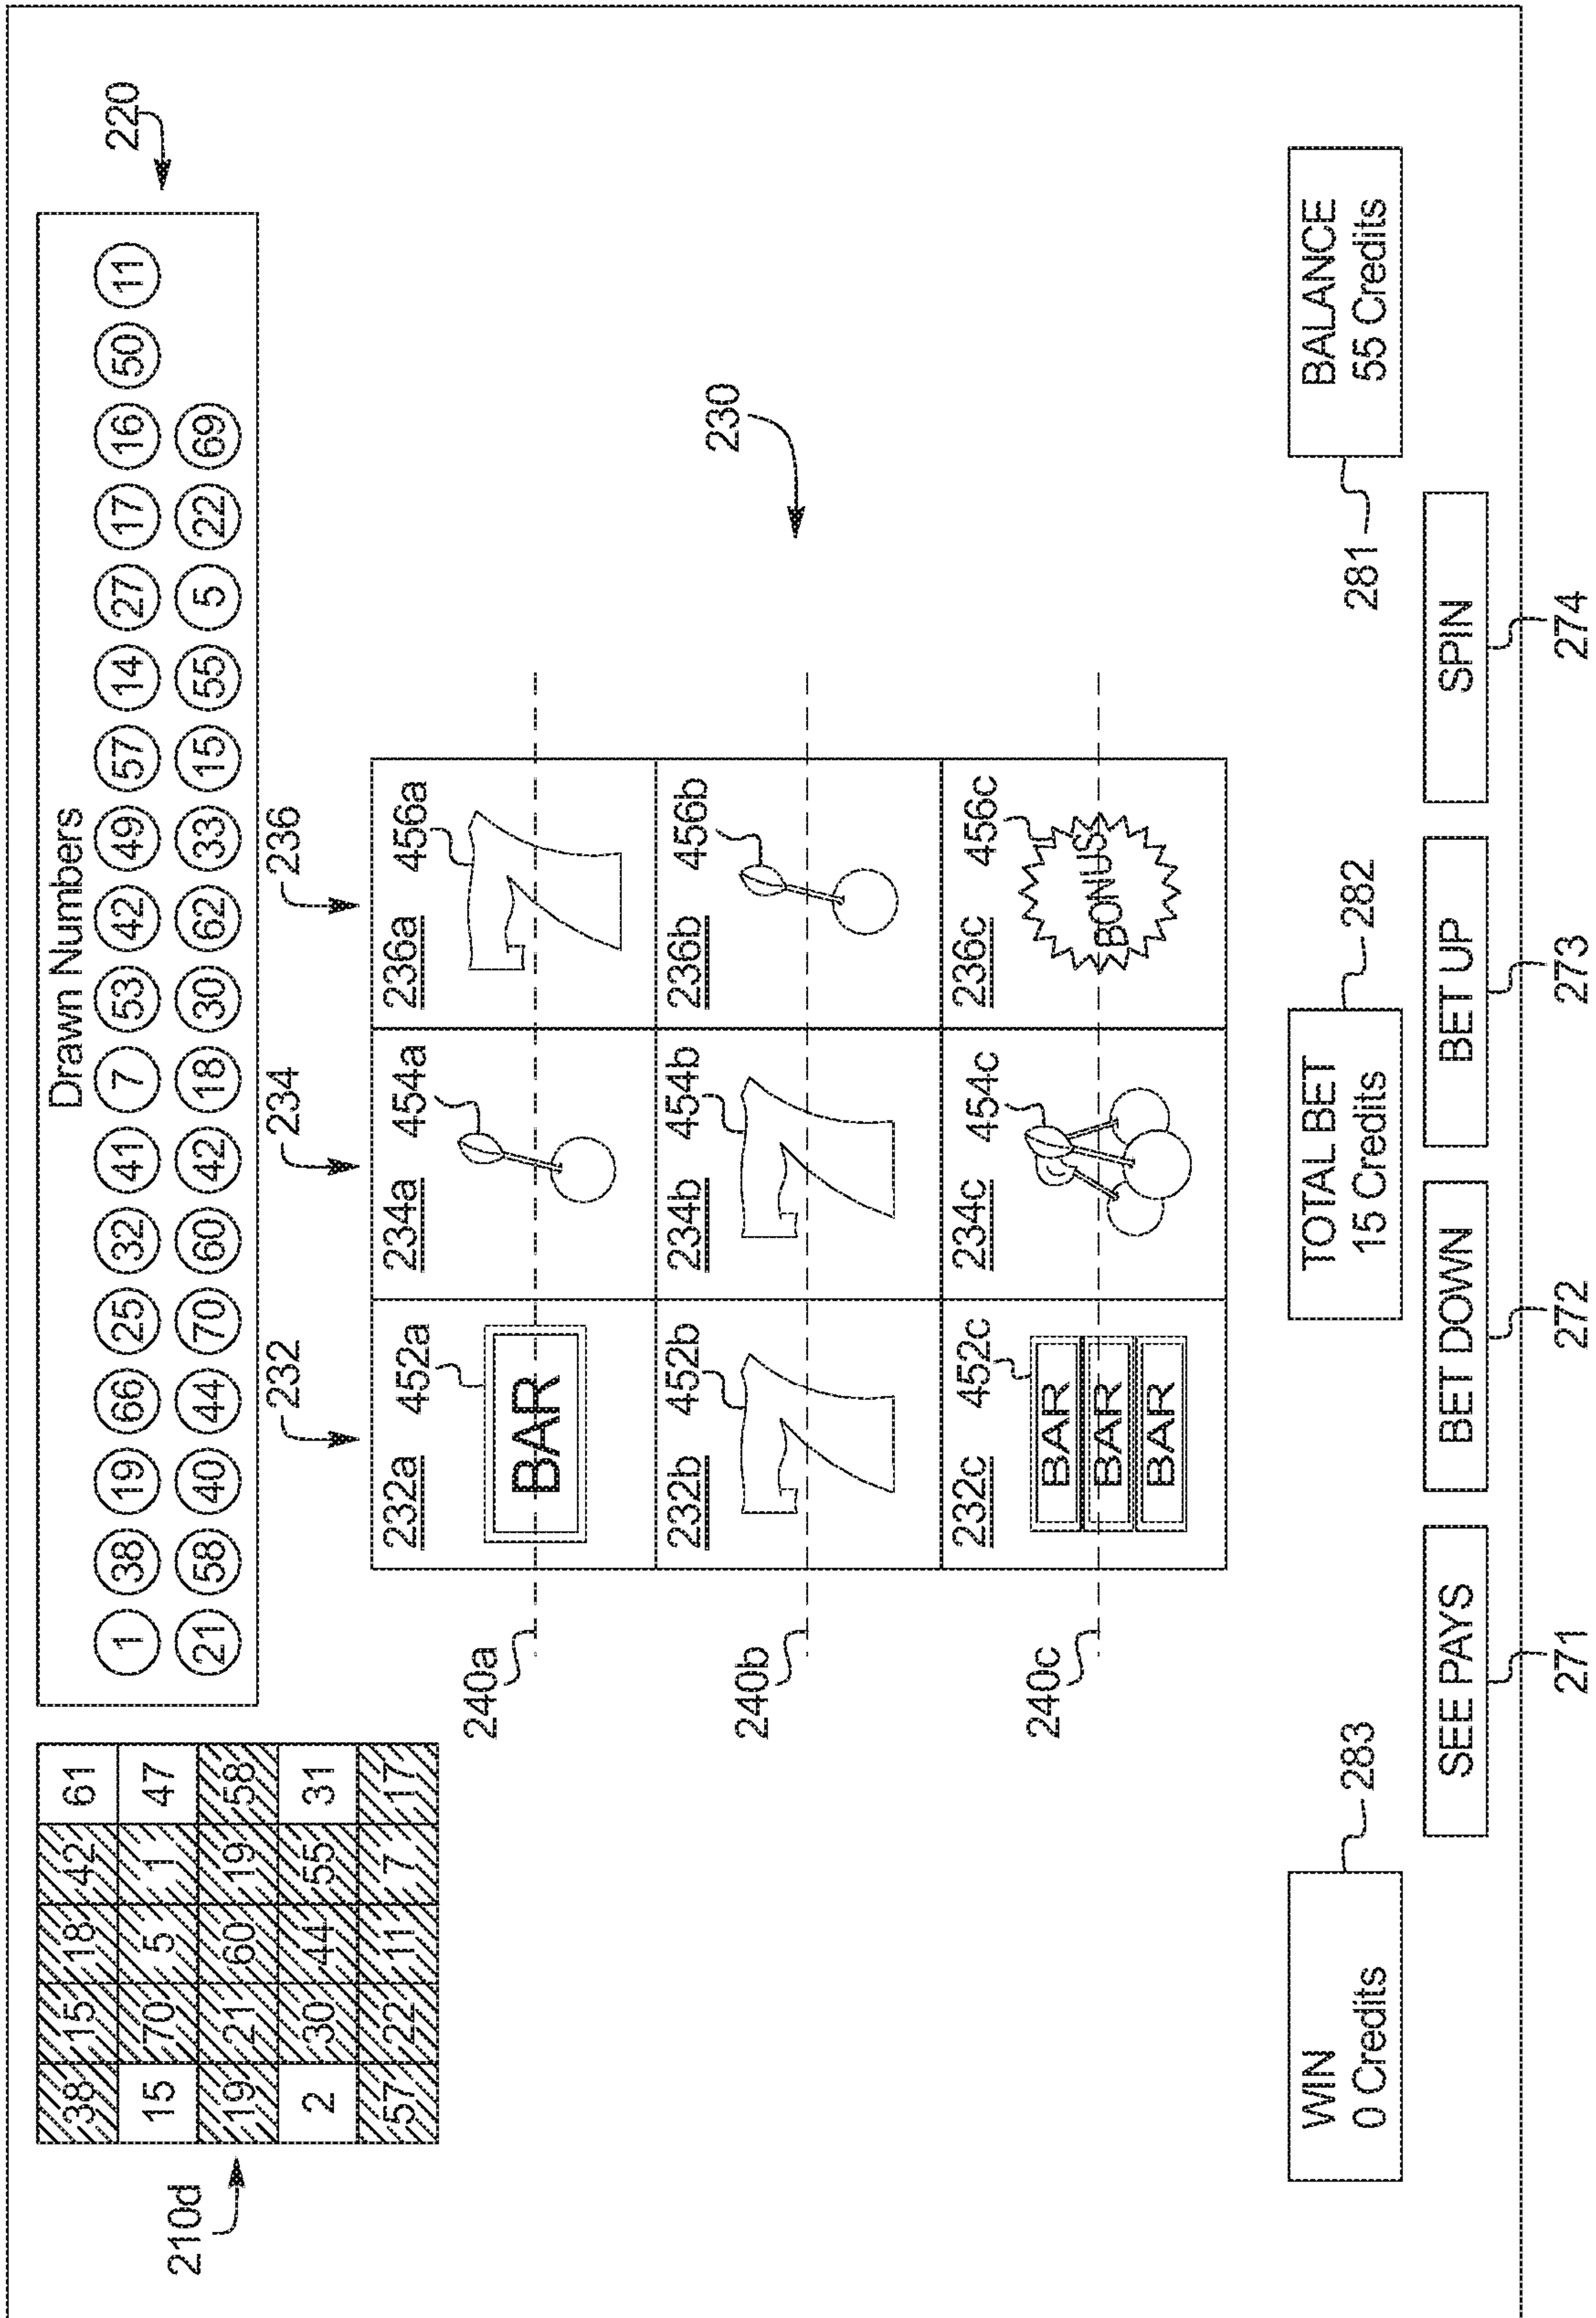 Drawn Numbers
220
1 38 19 66 25 32 41 7 53 42 49 57 14 27 17 16 50 11
21 58 40 44 70 60 42 18 30 62 33 15 55 5 22 69
38 15 18 42 61
15 70 5 1 47
19 21 60 19 58
2 30 44 55 31
57 22 11 7 17
210d
232 234 236
232a 452a 234a 454a 236a 456a
BAR
240a
232b 452b 234b 454b 236b 456b
240b
230
232c 452c 234c 454c 236c 456c
BAR
BAR
BAR
BONUS
240c
WIN
0 Credits
283
TOTAL BET
15 Credits
282
BALANCE
55 Credits
281
SEE PAYS
BET DOWN
BET UP
SPIN
271 272 273 274